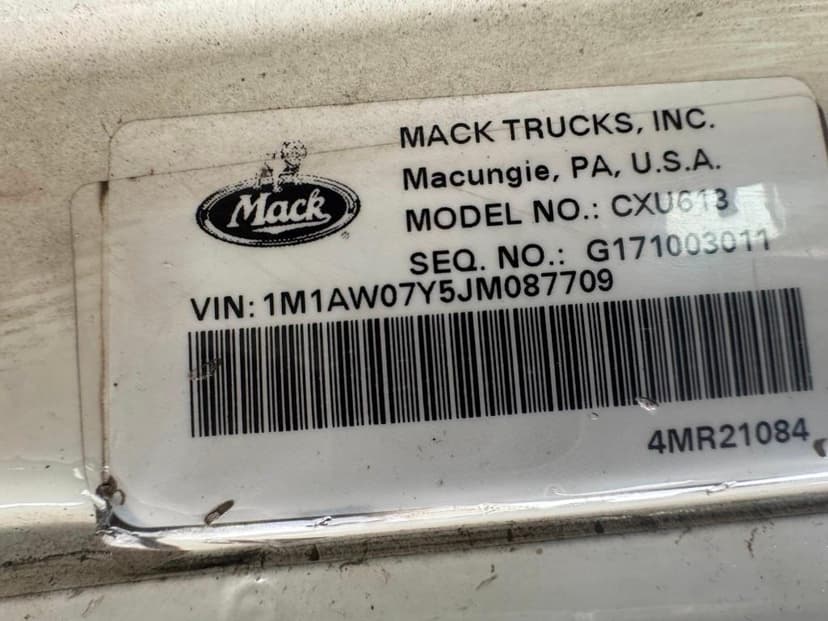 MACK TRUCKS, INC.
Macungie, PA, U.S.A.
Mack
MODEL NO.: CXU613
SEQ. NO.: G171003011
VIN: 1M1AW07Y5JM087709
4MR21084